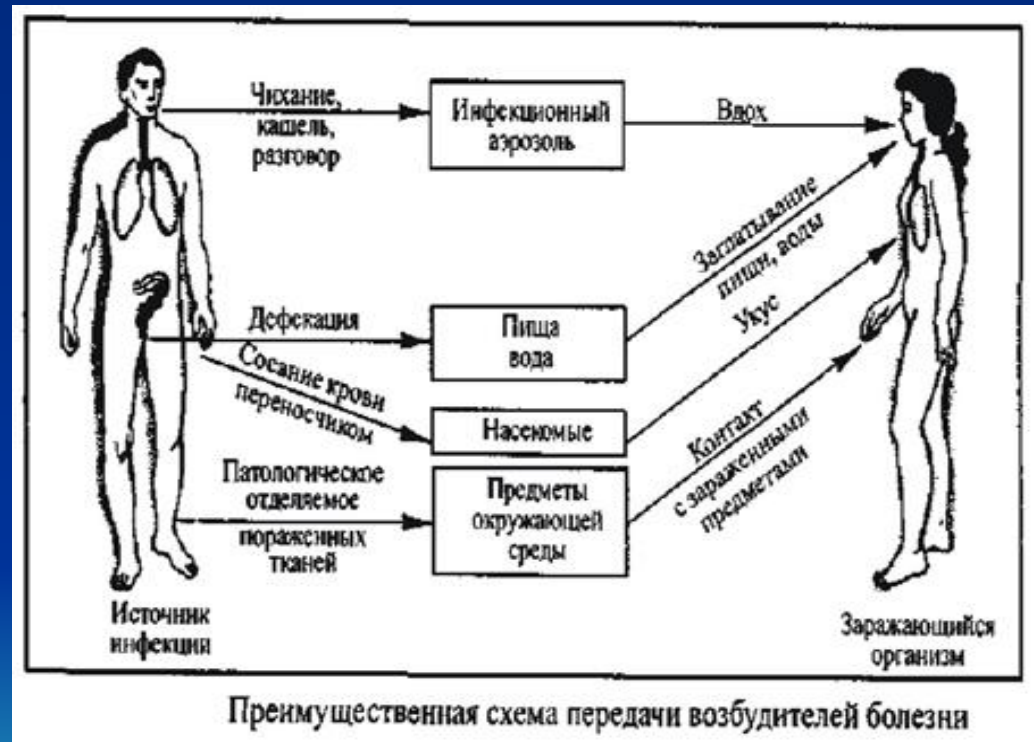 Чихание,
кашель,
разговор
Инфекционный
аэрозоль
Вдох
Заглатывание
пищи, воды
Дефекация
Пища
вода
Укус
Сосание крови
переносчиком
Насекомые
Контакт
с зараженными
предметами
Патологическое
отделяемое
пораженных
тканей
Предметы
окружающей
среды
Источник
инфекции
Заражающийся
организм
Преимущественная схема передачи возбудителей болезни